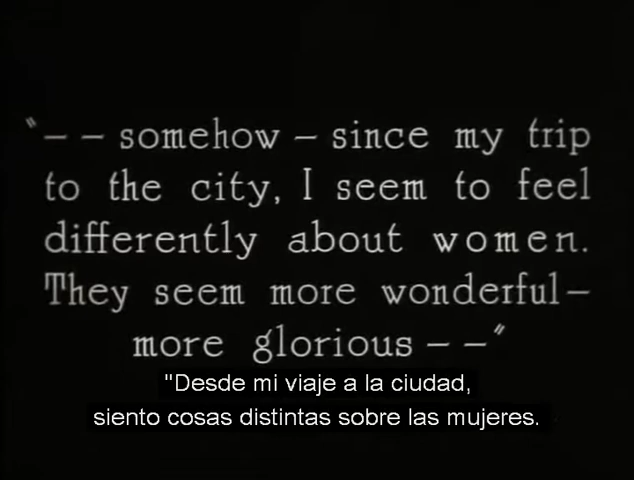 "-- somehow - since my trip
to the city, I seem to feel
differently about women.
They seem more wonderful-
more glorious --"
"Desde mi viaje a la ciudad,
siento cosas distintas sobre las mujeres.